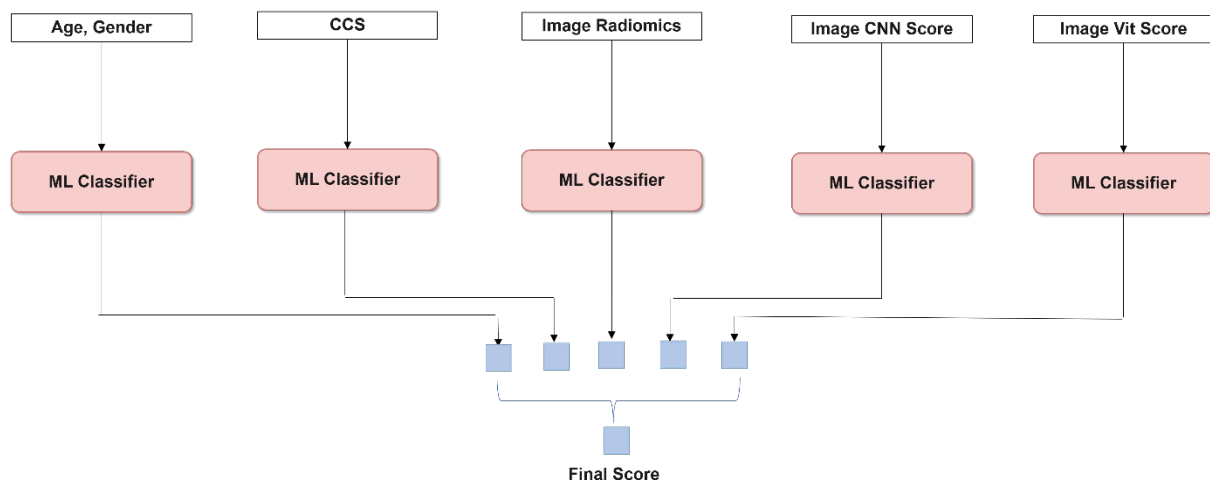 Age, Gender
CCS
Image Radiomics
Image CNN Score
Image Vit Score
ML Classifier
ML Classifier
ML Classifier
ML Classifier
ML Classifier
Final Score